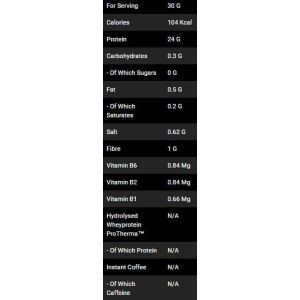 For Serving 30 G
Calories 104 Kcal
Protein 24 G
Carbohydrates 0.3 G
- Of Which Sugars 0 G
Fat 0.5 G
- Of Which Saturates 0.2 G
Salt 0.62 G
Fibre 1 G
Vitamin B6 0.84 Mg
Vitamin B2 0.84 Mg
Vitamin B1 0.66 Mg
Hydrolysed Wheyprotein ProTherma™ N/A
- Of Which Protein N/A
Instant Coffee N/A
- Of Which Caffeine N/A